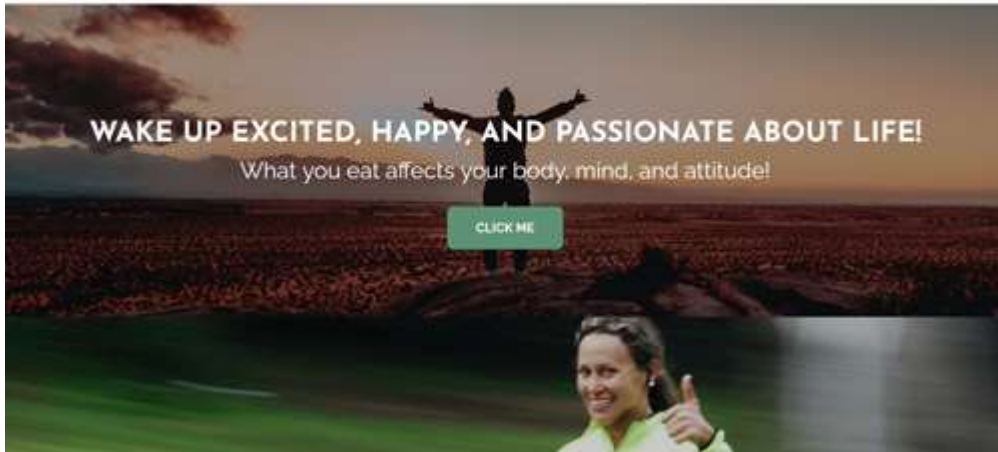 WAKE UP EXCITED, HAPPY, AND PASSIONATE ABOUT LIFE!
What you eat affects your body, mind, and attitude!
CLICK ME